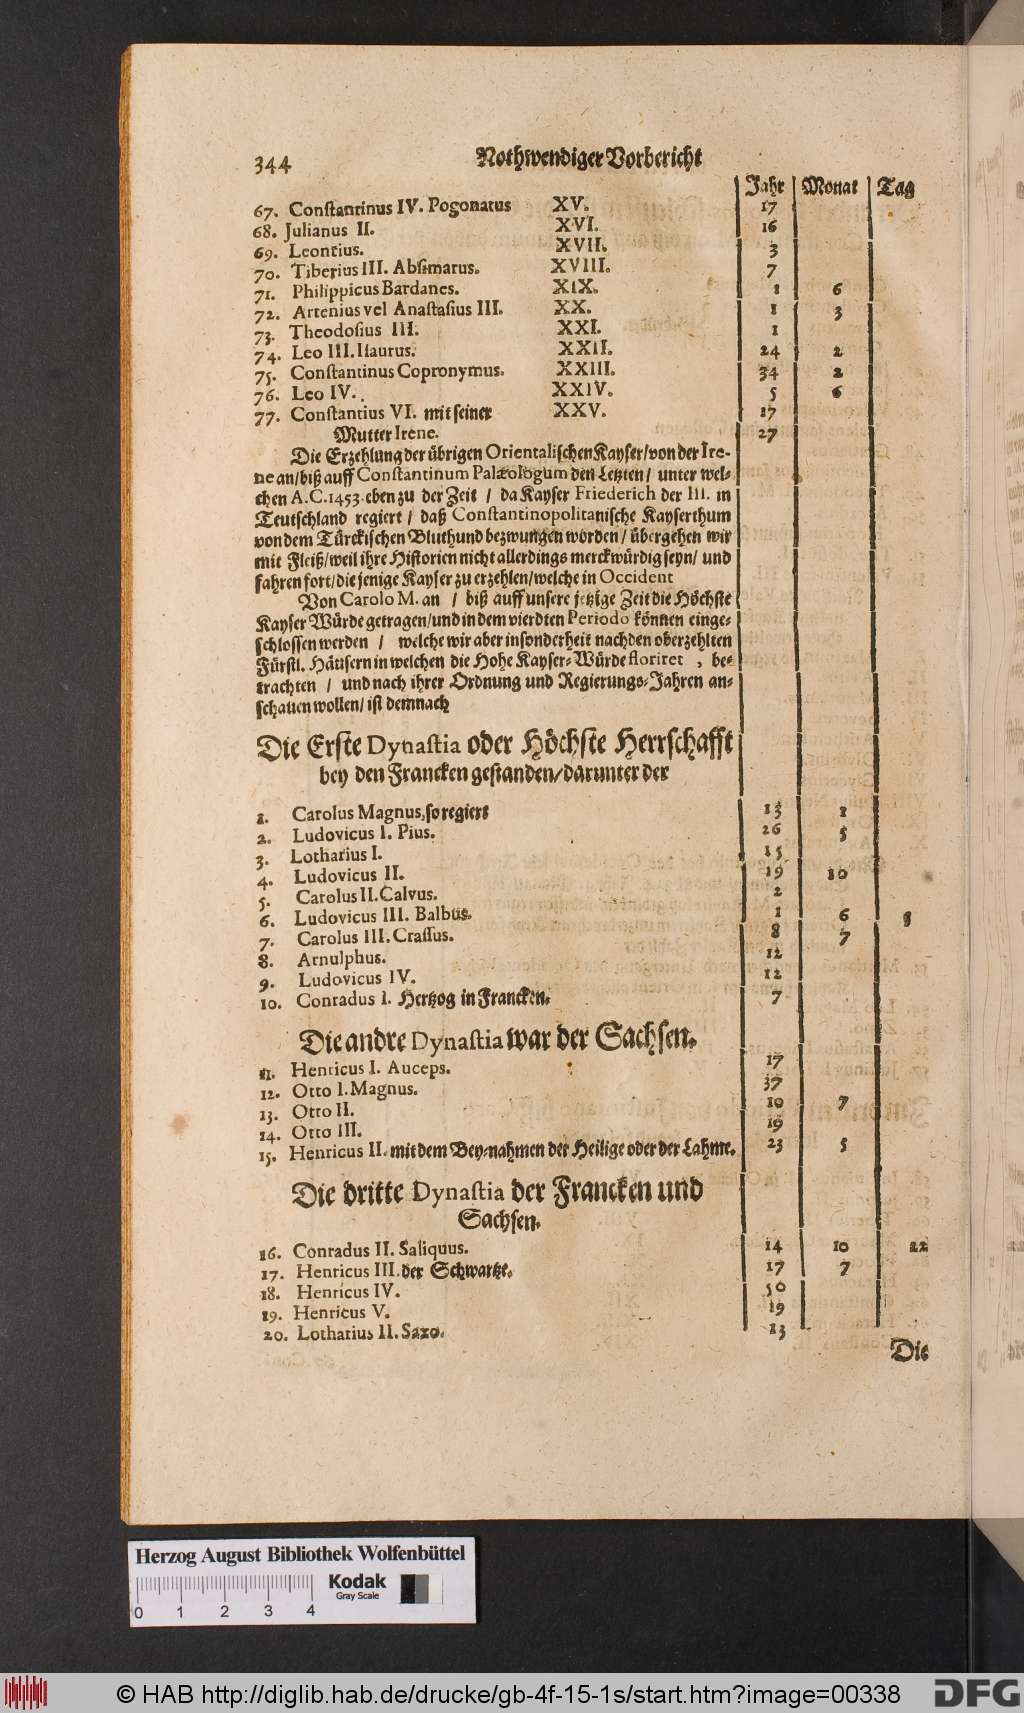 344 Nothwendiger Vorbericht
Jahr Monat Tag
67. Constantinus IV. Pogonatus XV. 17
68. Julianus II. XVI. 16
69. Leontius. XVII. 3
70. Tiberius III. Absimarus. XVIII. 7
71. Philippicus Bardanes. XIX. 1 6
72. Artenius vel Anastasius III. XX. 1 3
73. Theodosius III. XXI. 1
74. Leo III. Isaurus. XXII. 24 2
75. Constantinus Copronymus. XXIII. 34 2
76. Leo IV. XXIV. 5 6
77. Constantius VI. mit seiner XXV. 17
Mutter Irene. 27
Die Erzehlung der übrigen Orientalischen Kayser/ von der Ire-
ne an/ biß auff Constantinum Palæologum den Letzten/ unter wel-
chen A.C. 1453. eben zu der Zeit / da Kayser Friederich der III. in
Teutschland regiert / daß Constantinopolitanische Kayserthum
von dem Türckischen Bluthund bezwungen worden/ übergehen wir
mit Fleiß/ weil ihre Historien nicht allerdings merckwürdig seyn/ und
fahren fort/ die jenige Kayser zu erzehlen/ welche in Occident
Von Carolo M. an / biß auff unsere jetzige Zeit die Höchste
Kayser Würde getragen/ und in dem vierdten Periodo können einge-
schlossen werden / welche wir aber insonderheit nach den oberzehlten
Fürstl. Häusern in welchen die Hohe Kayser-Würde floriret , be-
trachten / und nach ihrer Ordnung und Regierungs-Jahren an-
schauen wollen/ ist demnach
Die Erste Dynastia oder Höchste Herrschafft
bey den Francken gestanden/ darunter der
1. Carolus Magnus, so regiert 13 1
2. Ludovicus I. Pius. 26 5
3. Lotharius I. 15
4. Ludovicus II. 19 10
5. Carolus II. Calvus. 2
6. Ludovicus III. Balbus. 1 6 9
7. Carolus III. Crassus. 8 7
8. Arnulphus. 12
9. Ludovicus IV. 12
10. Conradus I. Hertzog in Francken. 7
Die andre Dynastia war der Sachsen.
11. Henricus I. Auceps. 17
12. Otto I. Magnus. 37
13. Otto II. 10 7
14. Otto III. 19
15. Henricus II. mit dem Bey-nahmen der Heilige oder der Lahme. 23 5
Die dritte Dynastia der Francken und
Sachsen.
16. Conradus II. Saliquus. 14 10 22
17. Henricus III. der Schwartze. 17 7
18. Henricus IV. 50
19. Henricus V. 19
20. Lotharius II. Saxo. 13
Die
Herzog August Bibliothek Wolfenbüttel
Kodak
Gray Scale
0 1 2 3 4
© HAB http://diglib.hab.de/drucke/gb-4f-15-1s/start.htm?image=00338
DFG